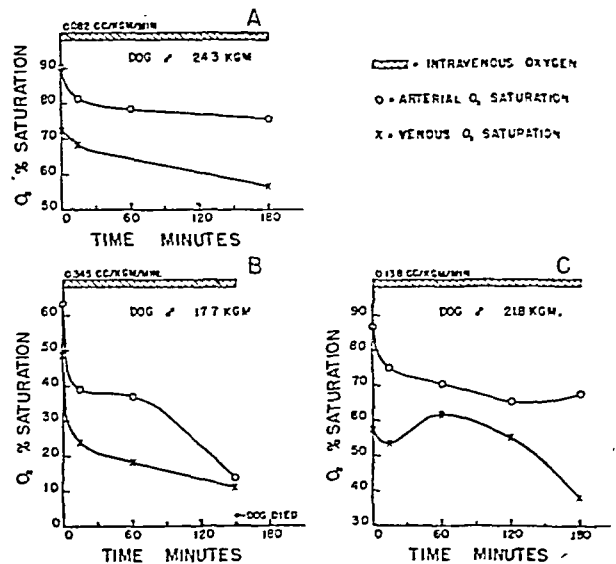 A
0.082 CC/KGM/MIN
DOG ♂ 24.3 KGM
90
80
70
60
50
O₂ % SATURATION
0 60 120 180
TIME MINUTES
= INTRAVENOUS OXYGEN
O = ARTERIAL O₂ SATURATION
X = VENOUS O₂ SATURATION
B
0.345 CC/KGM/MIN.
DOG ♂ 17.7 KGM
60
50
40
30
20
10
0
O₂ % SATURATION
←DOG DIED
0 60 120 180
TIME MINUTES
C
0.138 CC/KGM/MIN
DOG ♂ 21.8 KGM.
90
80
70
60
50
40
30
O₂ % SATURATION
0 60 120 180
TIME MINUTES